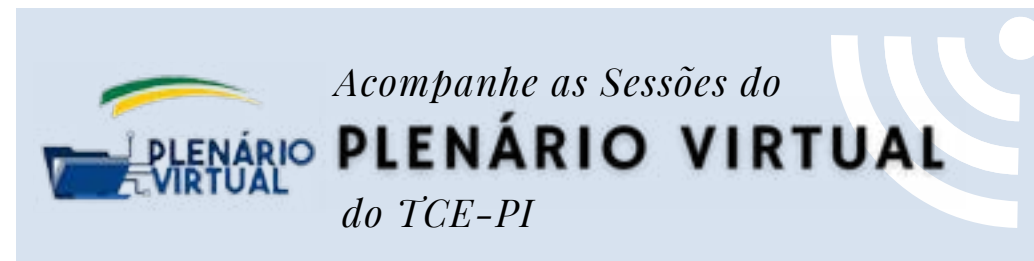 PLENÁRIO
VIRTUAL
Acompanhe as Sessões do
PLENÁRIO VIRTUAL
do TCE-PI